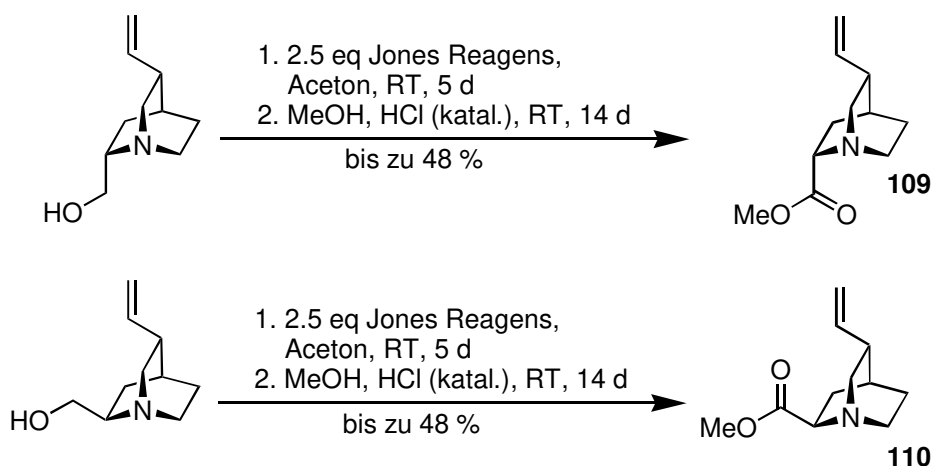 1. 2.5 eq Jones Reagens,
Aceton, RT, 5 d
2. MeOH, HCl (katal.), RT, 14 d
bis zu 48 %
N
HO
N
MeO
O
109
1. 2.5 eq Jones Reagens,
Aceton, RT, 5 d
2. MeOH, HCl (katal.), RT, 14 d
bis zu 48 %
HO
N
O
MeO
N
110